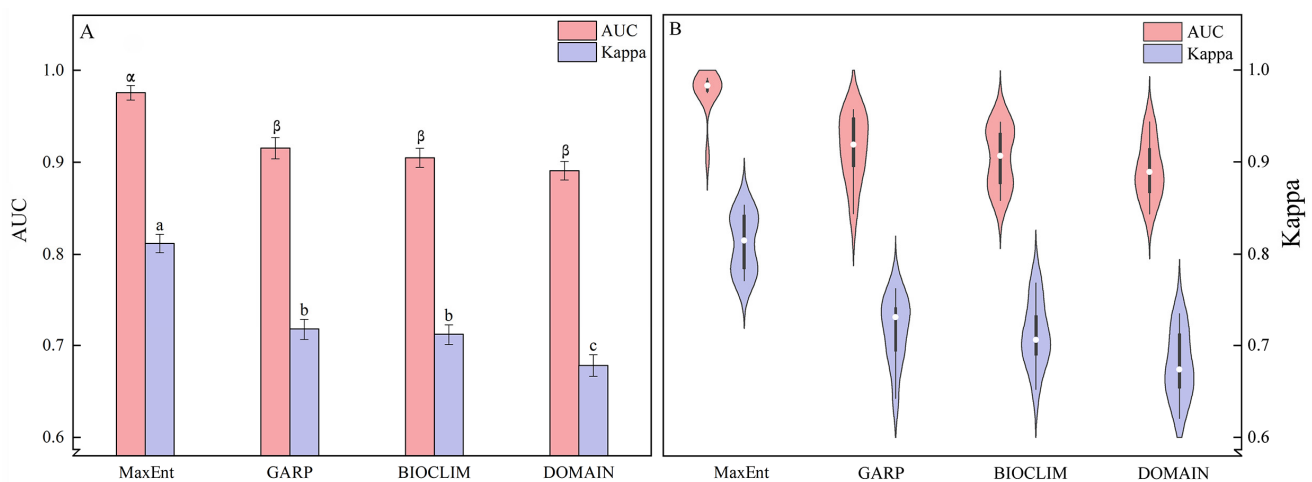 A
AUC
Kappa
1.0
0.9
0.8
0.7
0.6
AUC
α
a
β
b
β
b
β
c
MaxEnt
GARP
BIOCLIM
DOMAIN
B
AUC
Kappa
1.0
0.9
0.8
0.7
0.6
Kappa
MaxEnt
GARP
BIOCLIM
DOMAIN